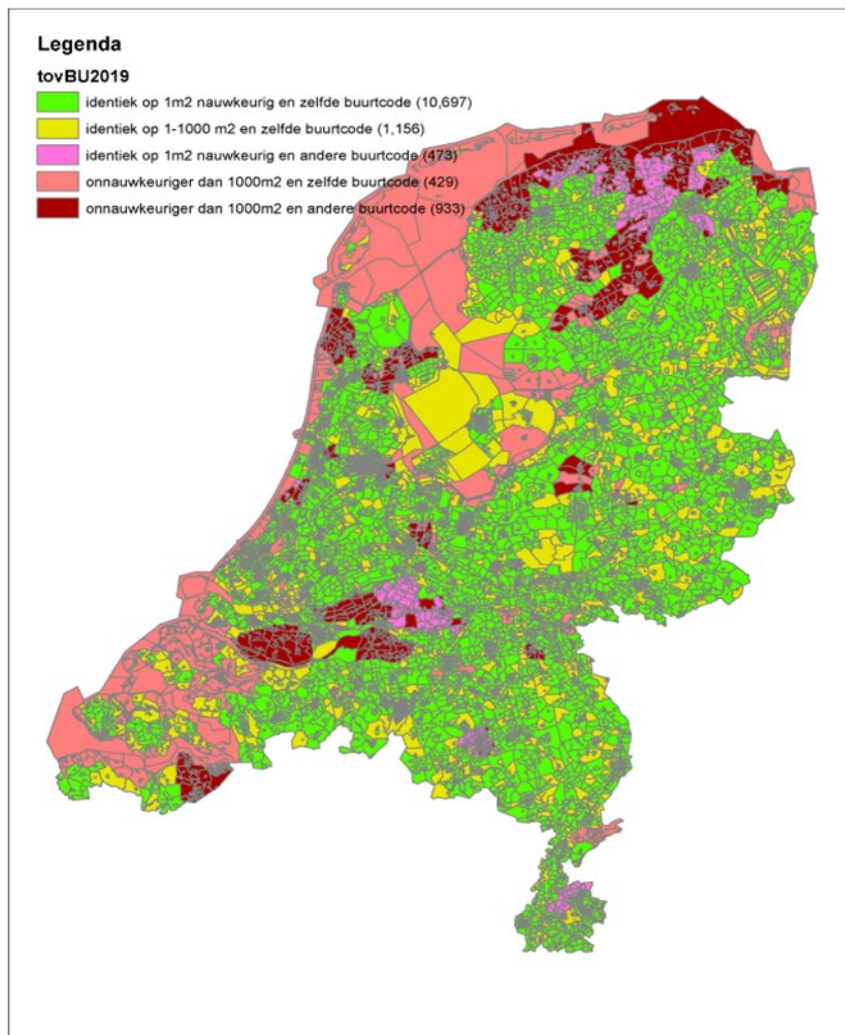 Legenda
tovBU2019
identiek op 1m2 nauwkeurig en zelfde buurtcode (10,697)
identiek op 1-1000 m2 en zelfde buurtcode (1,156)
identiek op 1m2 nauwkeurig en andere buurtcode (473)
onnauwkeuriger dan 1000m2 en zelfde buurtcode (429)
onnauwkeuriger dan 1000m2 en andere buurtcode (933)